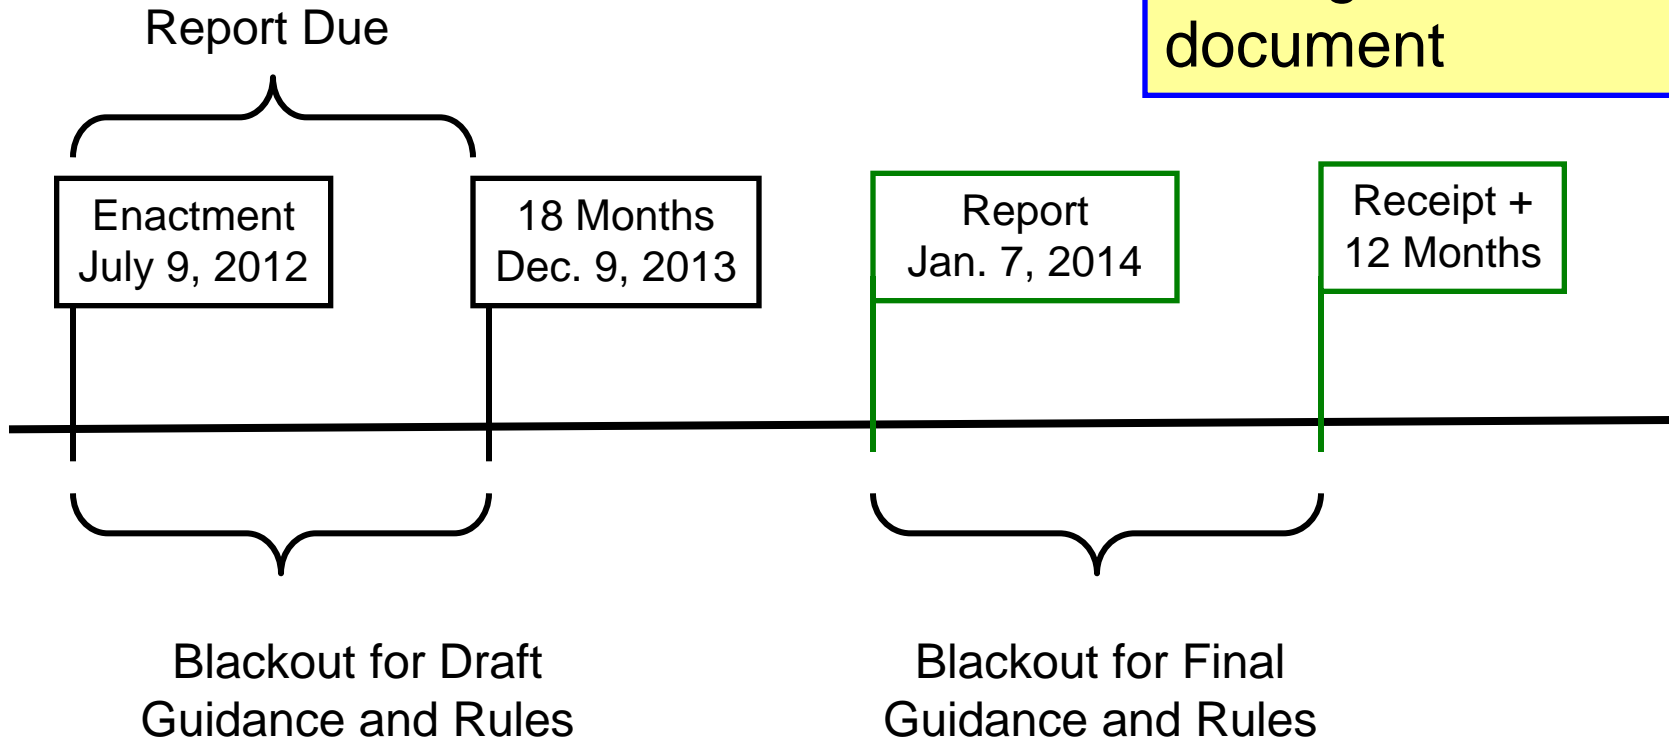 Report Due
document
Enactment
July 9, 2012
18 Months
Dec. 9, 2013
Report
Jan. 7, 2014
Receipt +
12 Months
Blackout for Draft
Guidance and Rules
Blackout for Final
Guidance and Rules